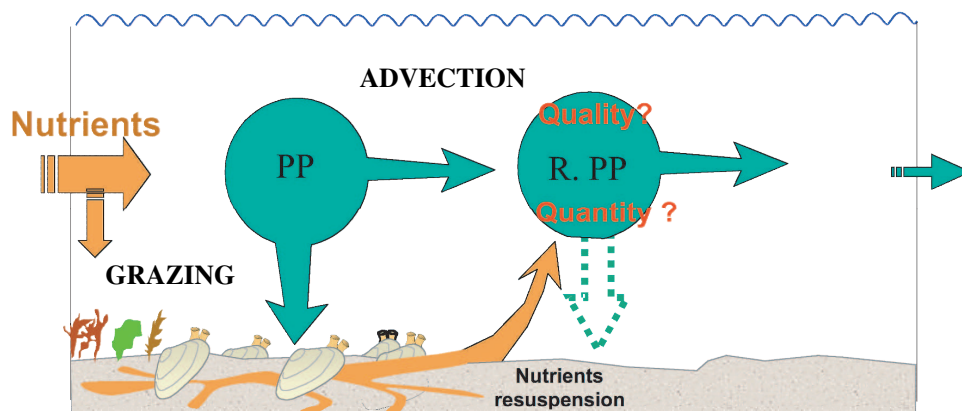 ADVECTION
Nutrients
Quality?
PP
R. PP
Quantity ?
GRAZING
Nutrients
resuspension